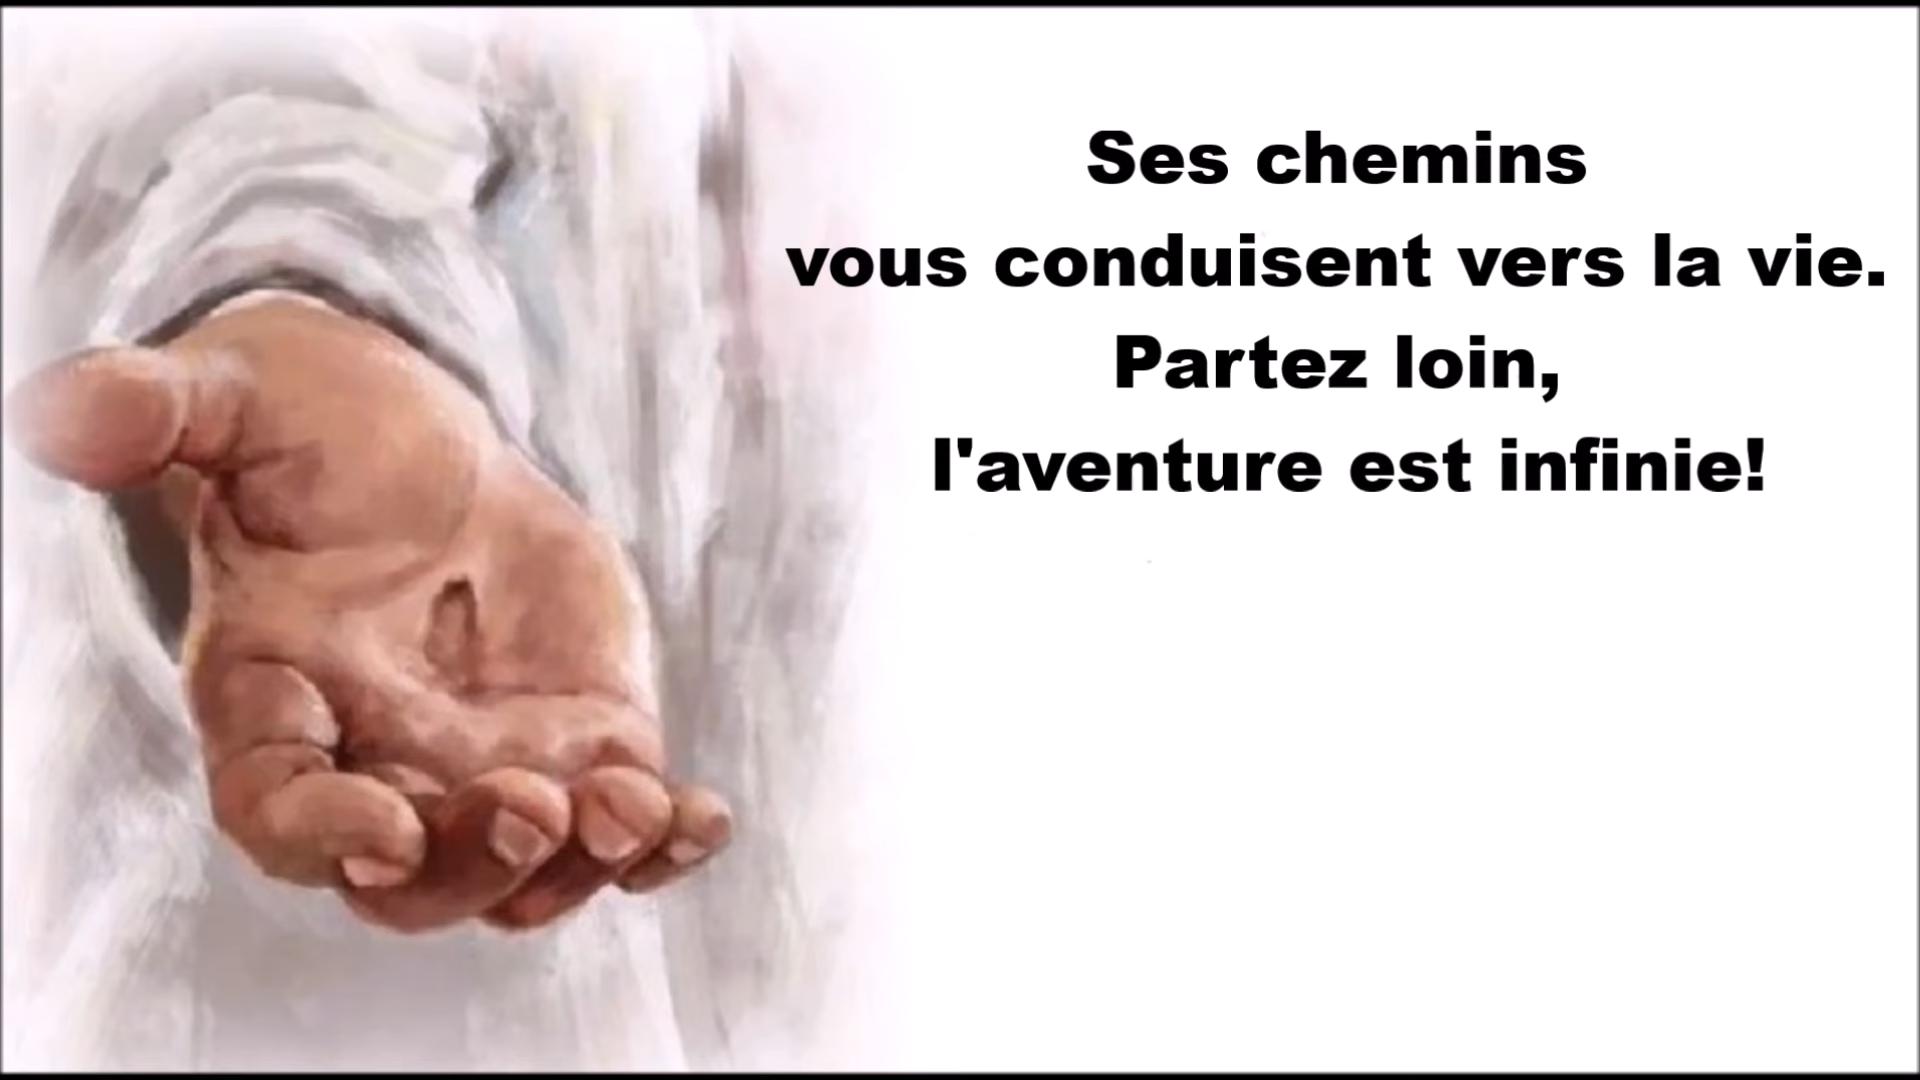 Ses chemins
vous conduisent vers la vie.
Partez loin,
l'aventure est infinie!